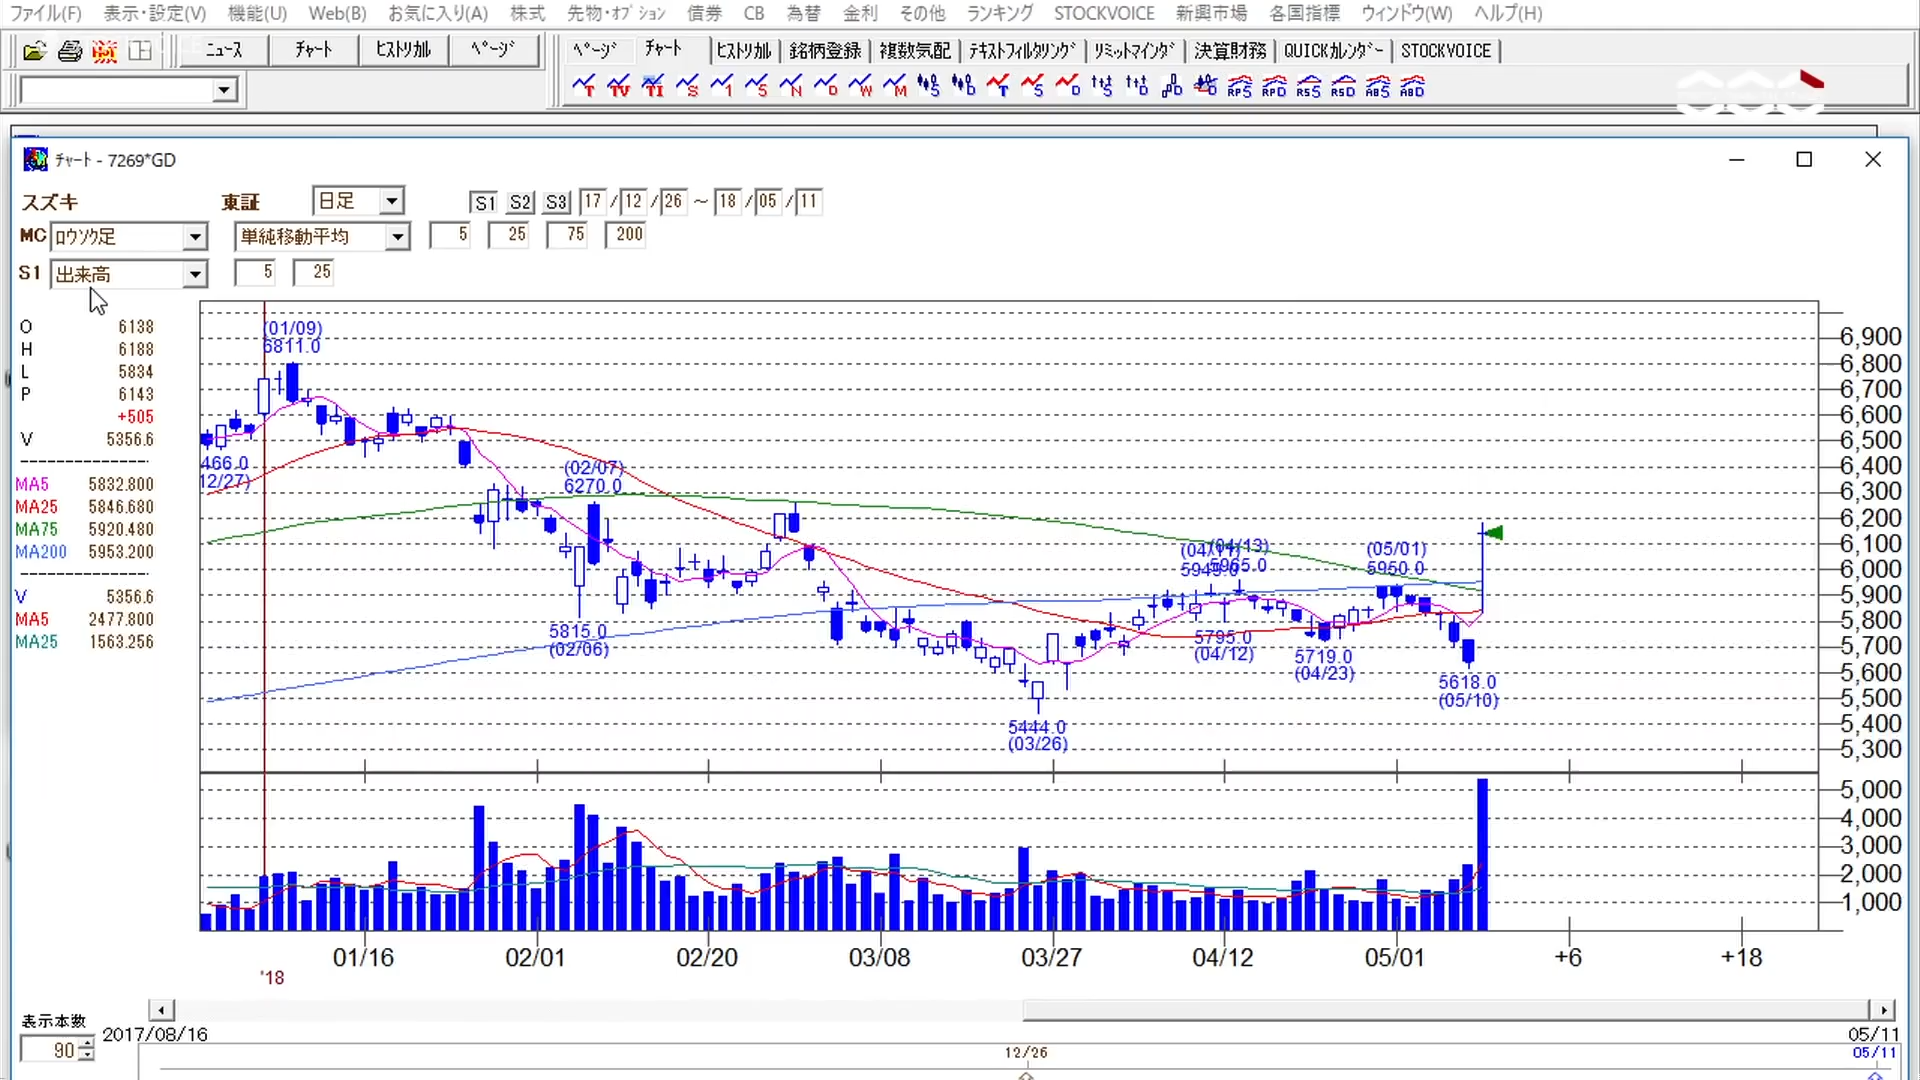 ファイル(F) 表示・設定(V) 機能(U) Web(B) お気に入り(A) 株式 先物・ｵﾌﾟｼｮﾝ 債券 CB 為替 金利 その他 ランキング STOCKVOICE 新興市場 各国指標 ウィンドウ(W) ヘルプ(H)
ﾆｭｰｽ ﾁｬｰﾄ ﾋｽﾄﾘｶﾙ ﾍﾟｰｼﾞ ﾍﾟｰｼﾞ ﾁｬｰﾄ ﾋｽﾄﾘｶﾙ 銘柄登録 複数気配 ﾃｷｽﾄﾌｨﾙﾀﾘﾝｸﾞ ﾘﾐｯﾄﾏｲﾝﾀﾞ 決算財務 QUICKｶﾚﾝﾀﾞｰ STOCKVOICE
T TV TI S 1 S N D W M S D T S D S D D D RPS RPD RSS RSD ABS ABD
ﾁｬｰﾄ - 7269*GD
スズキ 東証 日足 S1 S2 S3 17 / 12 / 26 ～ 18 / 05 / 11
MC ﾛｳｿｸ足 単純移動平均 5 25 75 200
S1 出来高 5 25
O 6138
H 6188
L 5834
P 6143
+505
V 5356.6
MA5 5832.800
MA25 5846.680
MA75 5920.480
MA200 5953.200
V 5356.6
MA5 2477.800
MA25 1563.256
(01/09)
6811.0
466.0
12/27)
(02/07)
6270.0
5815.0
(02/06)
5444.0
(03/26)
(04/11)
5949.0
(04/13)
5965.0
5795.0
(04/12)
5719.0
(04/23)
(05/01)
5950.0
5618.0
(05/10)
6,900
6,800
6,700
6,600
6,500
6,400
6,300
6,200
6,100
6,000
5,900
5,800
5,700
5,600
5,500
5,400
5,300
5,000
4,000
3,000
2,000
1,000
01/16 02/01 02/20 03/08 03/27 04/12 05/01 +6 +18
'18
表示本数
90
2017/08/16
05/11
12/26
05/11